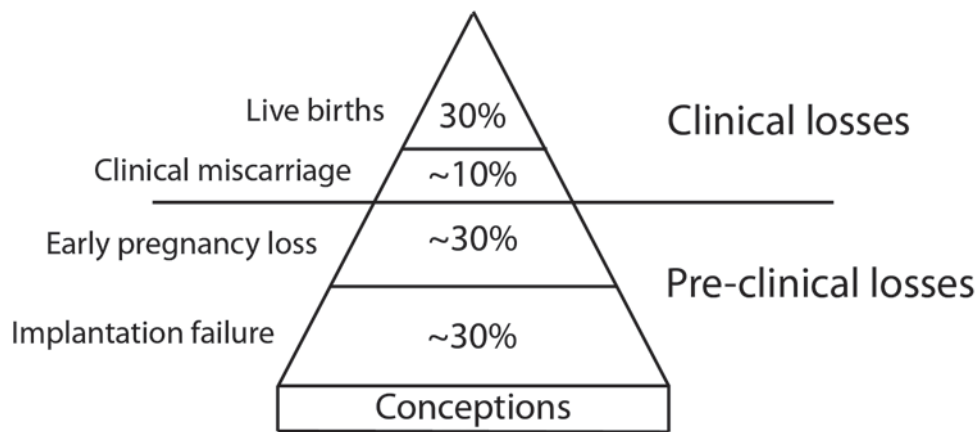 Live births
30%
Clinical losses
Clinical miscarriage
~10%
Early pregnancy loss
~30%
Pre-clinical losses
Implantation failure
~30%
Conceptions